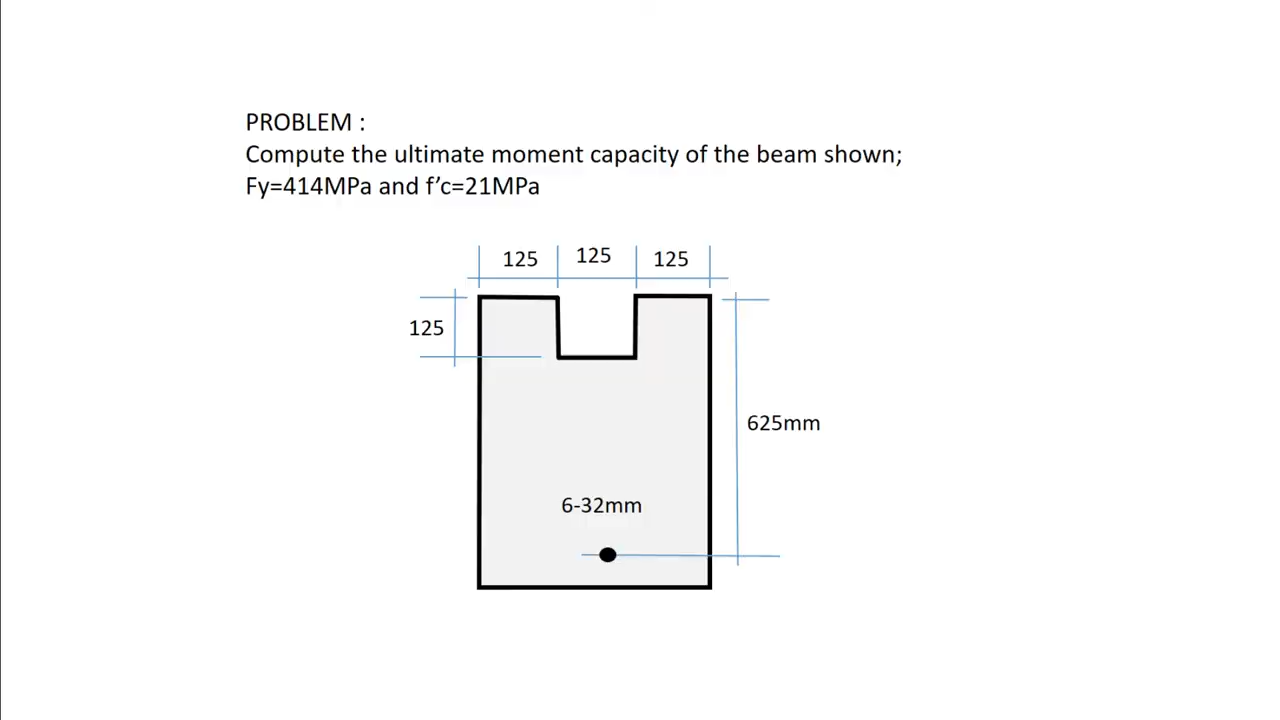 PROBLEM :
Compute the ultimate moment capacity of the beam shown;
Fy=414MPa and f’c=21MPa
125 125 125
125
625mm
6-32mm